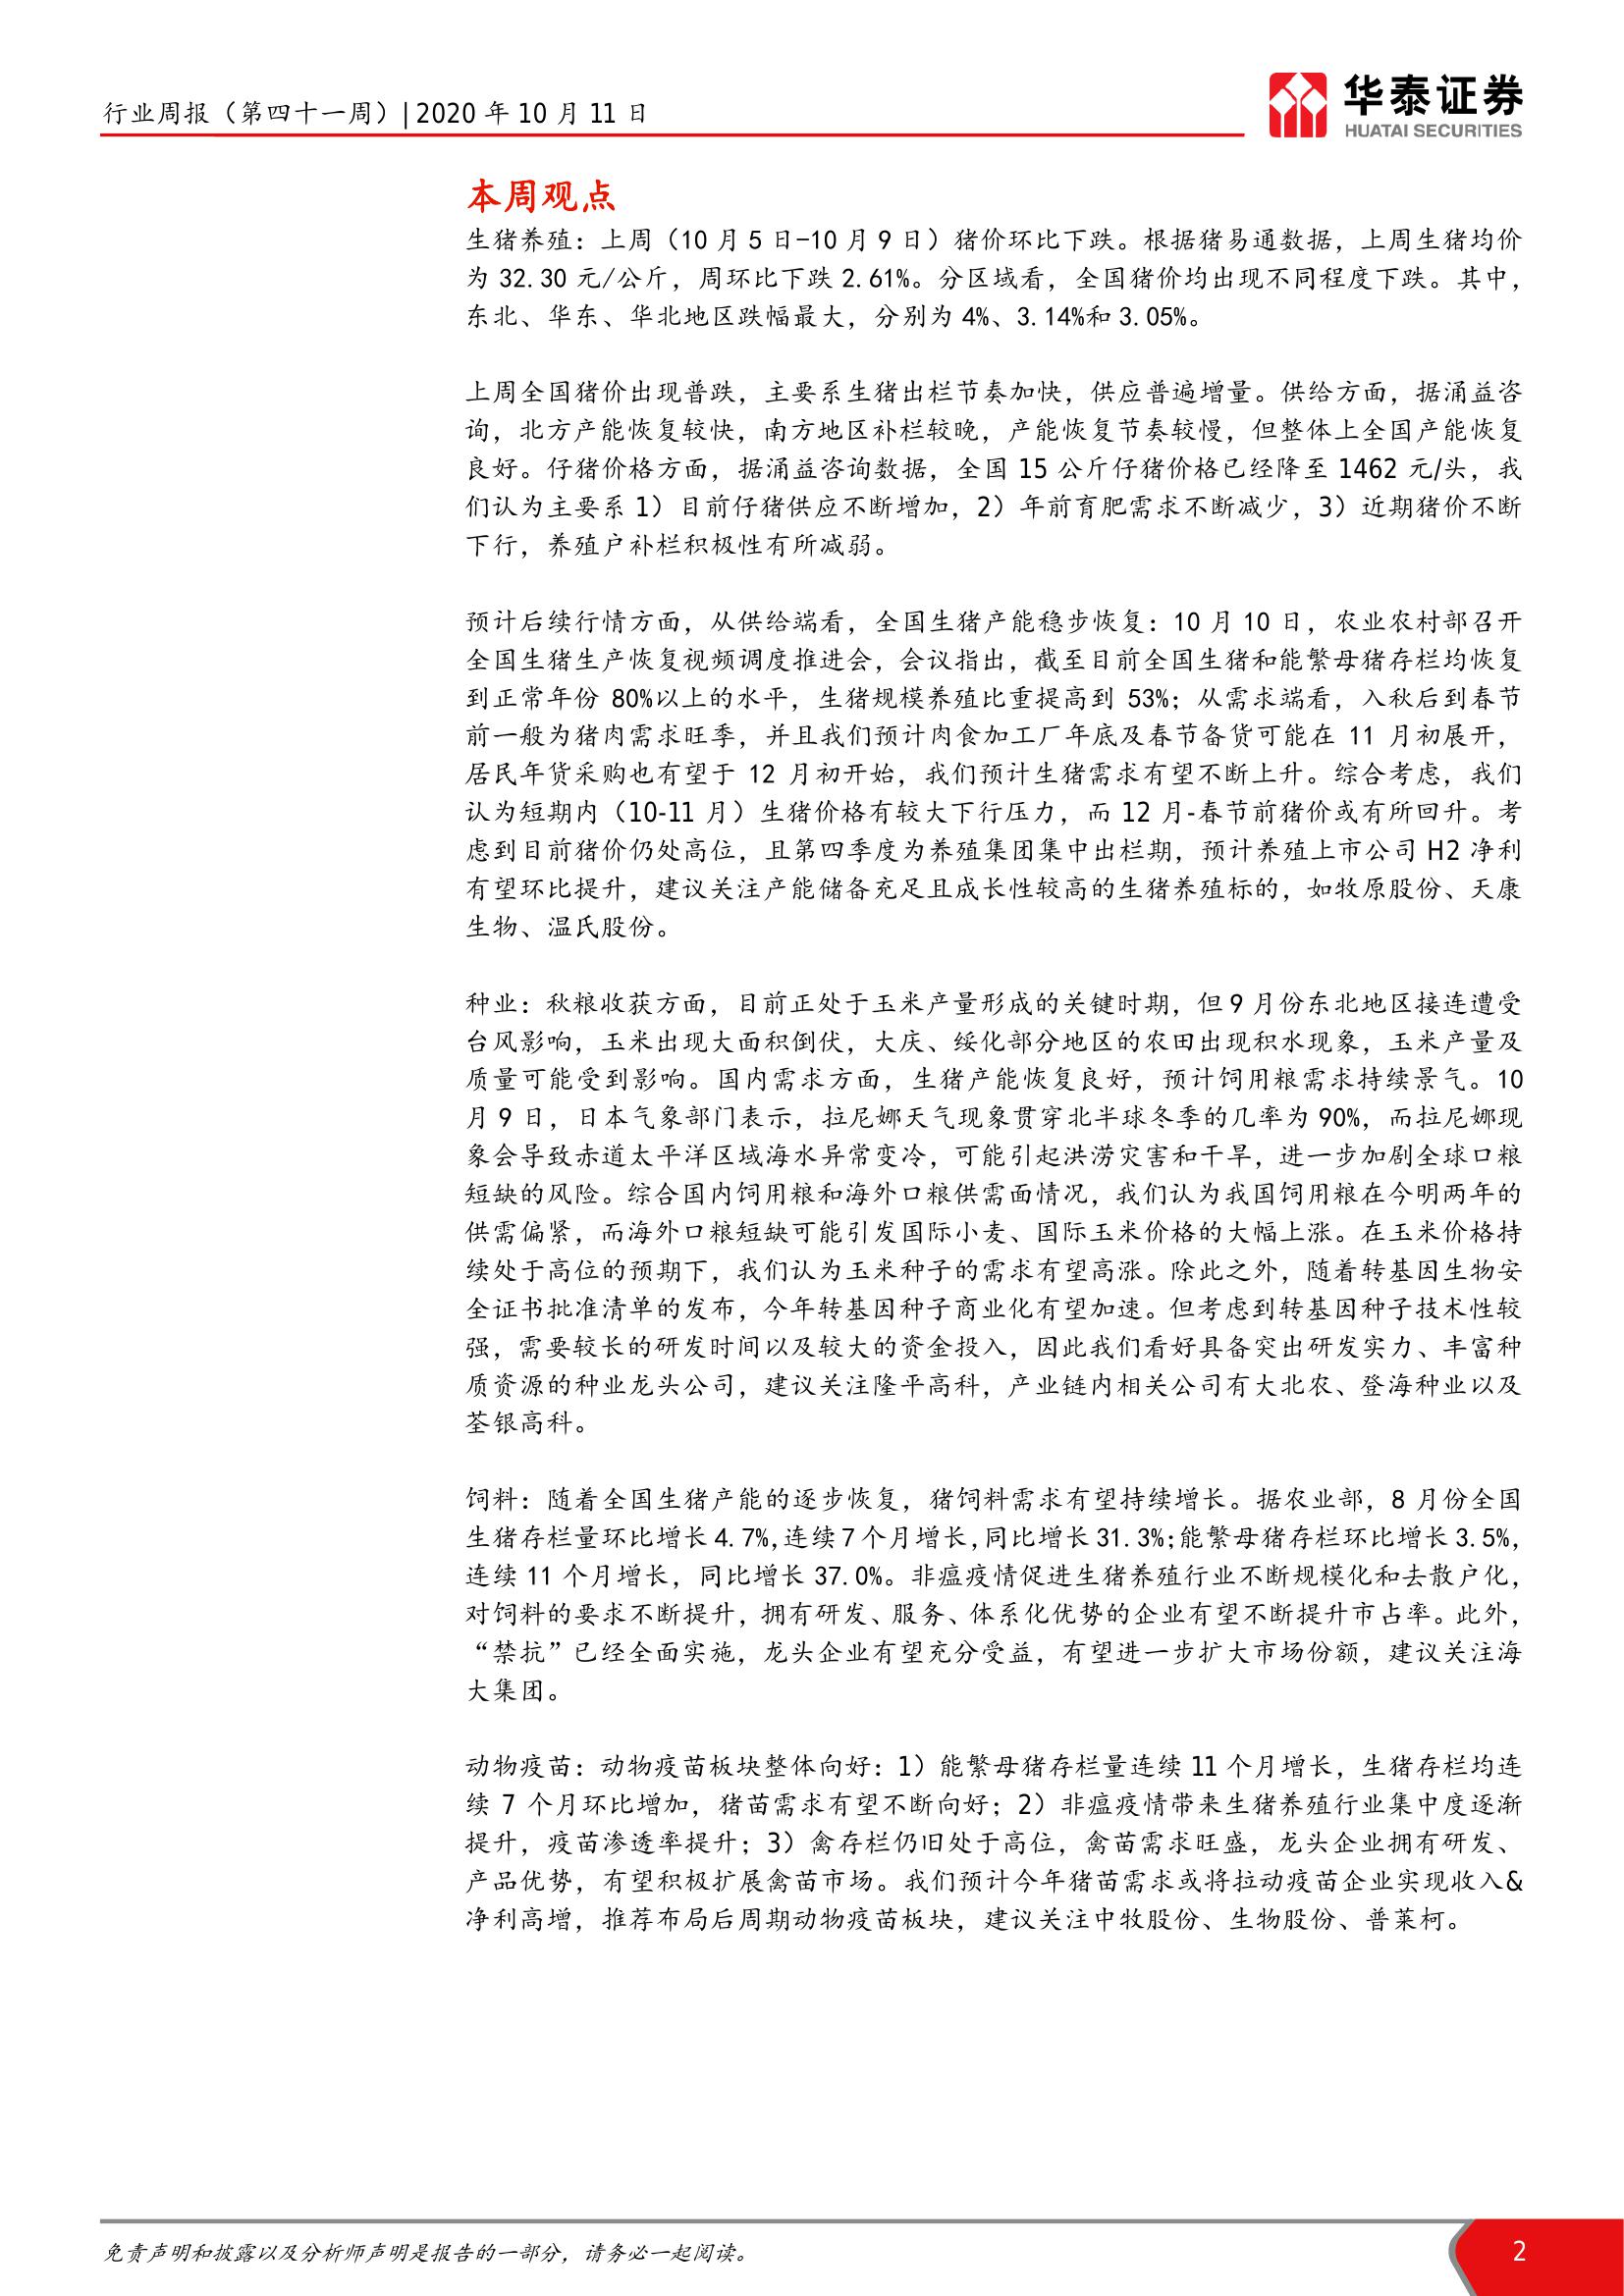 行业周报（第四十一周）| 2020 年 10 月 11 日
华泰证券
HUATAI SECURITIES
本周观点
生猪养殖：上周（10 月 5 日-10 月 9 日）猪价环比下跌。根据猪易通数据，上周生猪均价
为 32.30 元/公斤，周环比下跌 2.61%。分区域看，全国猪价均出现不同程度下跌。其中，
东北、华东、华北地区跌幅最大，分别为 4%、3.14%和 3.05%。
上周全国猪价出现普跌，主要系生猪出栏节奏加快，供应普遍增量。供给方面，据涌益咨
询，北方产能恢复较快，南方地区补栏较晚，产能恢复节奏较慢，但整体上全国产能恢复
良好。仔猪价格方面，据涌益咨询数据，全国 15 公斤仔猪价格已经降至 1462 元/头，我
们认为主要系 1）目前仔猪供应不断增加，2）年前育肥需求不断减少，3）近期猪价不断
下行，养殖户补栏积极性有所减弱。
预计后续行情方面，从供给端看，全国生猪产能稳步恢复：10 月 10 日，农业农村部召开
全国生猪生产恢复视频调度推进会，会议指出，截至目前全国生猪和能繁母猪存栏均恢复
到正常年份 80%以上的水平，生猪规模养殖比重提高到 53%；从需求端看，入秋后到春节
前一般为猪肉需求旺季，并且我们预计肉食加工厂年底及春节备货可能在 11 月初展开，
居民年货采购也有望于 12 月初开始，我们预计生猪需求有望不断上升。综合考虑，我们
认为短期内（10-11 月）生猪价格有较大下行压力，而 12 月-春节前猪价或有所回升。考
虑到目前猪价仍处高位，且第四季度为养殖集团集中出栏期，预计养殖上市公司 H2 净利
有望环比提升，建议关注产能储备充足且成长性较高的生猪养殖标的，如牧原股份、天康
生物、温氏股份。
种业：秋粮收获方面，目前正处于玉米产量形成的关键时期，但 9 月份东北地区接连遭受
台风影响，玉米出现大面积倒伏，大庆、绥化部分地区的农田出现积水现象，玉米产量及
质量可能受到影响。国内需求方面，生猪产能恢复良好，预计饲用粮需求持续景气。10
月 9 日，日本气象部门表示，拉尼娜天气现象贯穿北半球冬季的几率为 90%，而拉尼娜现
象会导致赤道太平洋区域海水异常变冷，可能引起洪涝灾害和干旱，进一步加剧全球口粮
短缺的风险。综合国内饲用粮和海外口粮供需面情况，我们认为我国饲用粮在今明两年的
供需偏紧，而海外口粮短缺可能引发国际小麦、国际玉米价格的大幅上涨。在玉米价格持
续处于高位的预期下，我们认为玉米种子的需求有望高涨。除此之外，随着转基因生物安
全证书批准清单的发布，今年转基因种子商业化有望加速。但考虑到转基因种子技术性较
强，需要较长的研发时间以及较大的资金投入，因此我们看好具备突出研发实力、丰富种
质资源的种业龙头公司，建议关注隆平高科，产业链内相关公司有大北农、登海种业以及
荃银高科。
饲料：随着全国生猪产能的逐步恢复，猪饲料需求有望持续增长。据农业部，8 月份全国
生猪存栏量环比增长 4.7%,连续 7 个月增长,同比增长 31.3%;能繁母猪存栏环比增长 3.5%,
连续 11 个月增长，同比增长 37.0%。非瘟疫情促进生猪养殖行业不断规模化和去散户化，
对饲料的要求不断提升，拥有研发、服务、体系化优势的企业有望不断提升市占率。此外，
“禁抗”已经全面实施，龙头企业有望充分受益，有望进一步扩大市场份额，建议关注海
大集团。
动物疫苗：动物疫苗板块整体向好：1）能繁母猪存栏量连续 11 个月增长，生猪存栏均连
续 7 个月环比增加，猪苗需求有望不断向好；2）非瘟疫情带来生猪养殖行业集中度逐渐
提升，疫苗渗透率提升；3）禽存栏仍旧处于高位，禽苗需求旺盛，龙头企业拥有研发、
产品优势，有望积极扩展禽苗市场。我们预计今年猪苗需求或将拉动疫苗企业实现收入&
净利高增，推荐布局后周期动物疫苗板块，建议关注中牧股份、生物股份、普莱柯。
免责声明和披露以及分析师声明是报告的一部分，请务必一起阅读。
2